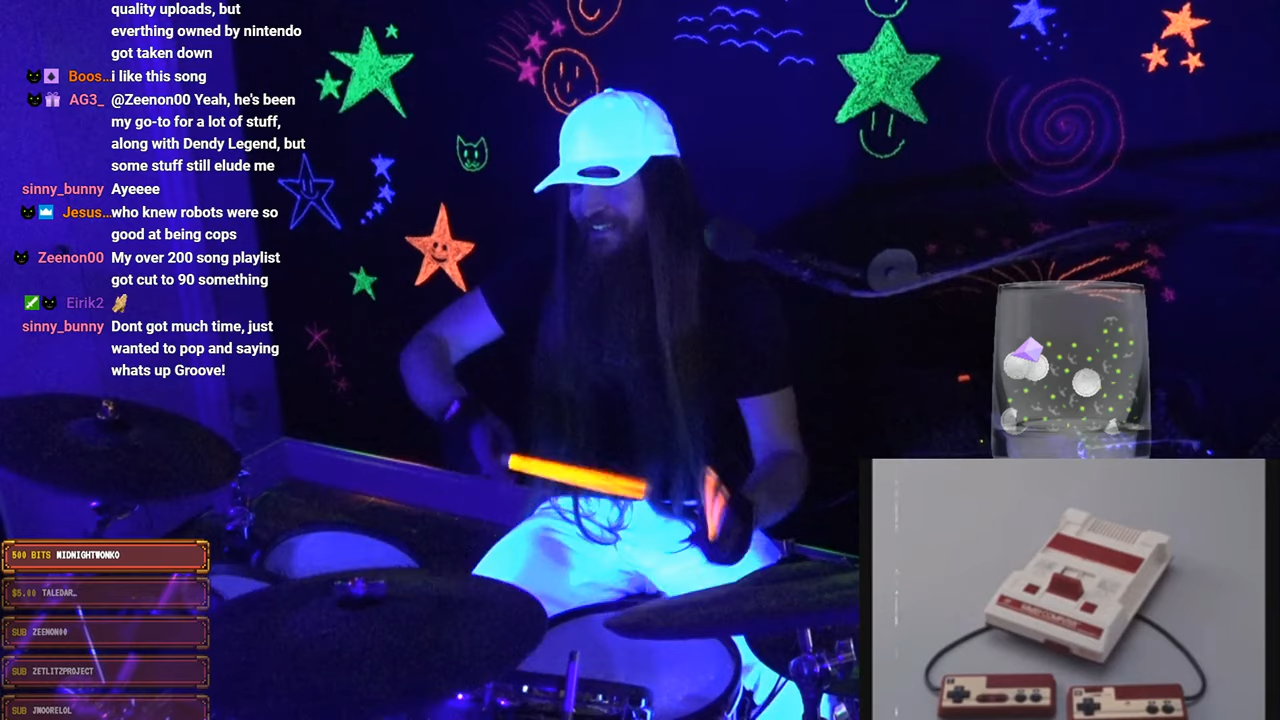 quality uploads, but
everthing owned by nintendo
got taken down
Boos... i like this song
AG3_ @Zeenon00 Yeah, he's been
my go-to for a lot of stuff,
along with Dendy Legend, but
some stuff still elude me
sinny_bunny Ayeeee
Jesus... who knew robots were so
good at being cops
Zeenon00 My over 200 song playlist
got cut to 90 something
Eirik2
sinny_bunny Dont got much time, just
wanted to pop and saying
whats up Groove!
500 BITS MIDNIGHTWONKO
$5.00 TALEDAR_
SUB ZEENON00
SUB ZETLITZPROJECT
SUB JMOORELOL